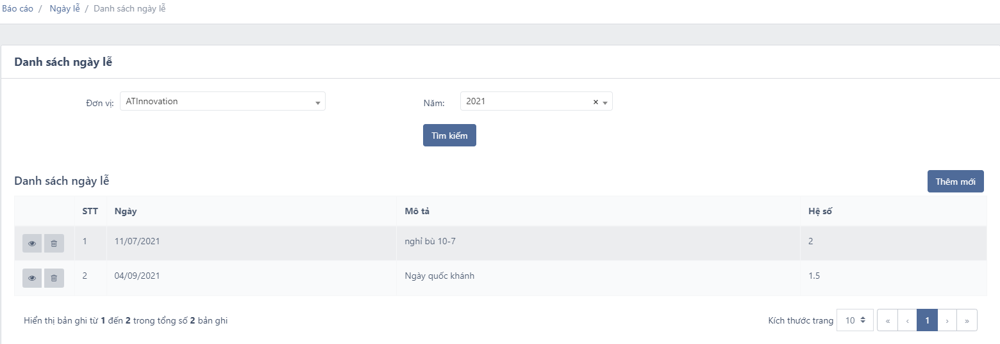 Báo cáo / Ngày lễ / Danh sách ngày lễ
Danh sách ngày lễ
Đơn vị: ATInnovation Năm: 2021 ×
Tìm kiếm
Danh sách ngày lễ Thêm mới
STT Ngày Mô tả Hệ số
1 11/07/2021 nghỉ bù 10-7 2
2 04/09/2021 Ngày quốc khánh 1.5
Hiển thị bản ghi từ 1 đến 2 trong tổng số 2 bản ghi Kích thước trang 10 « ‹ 1 › »